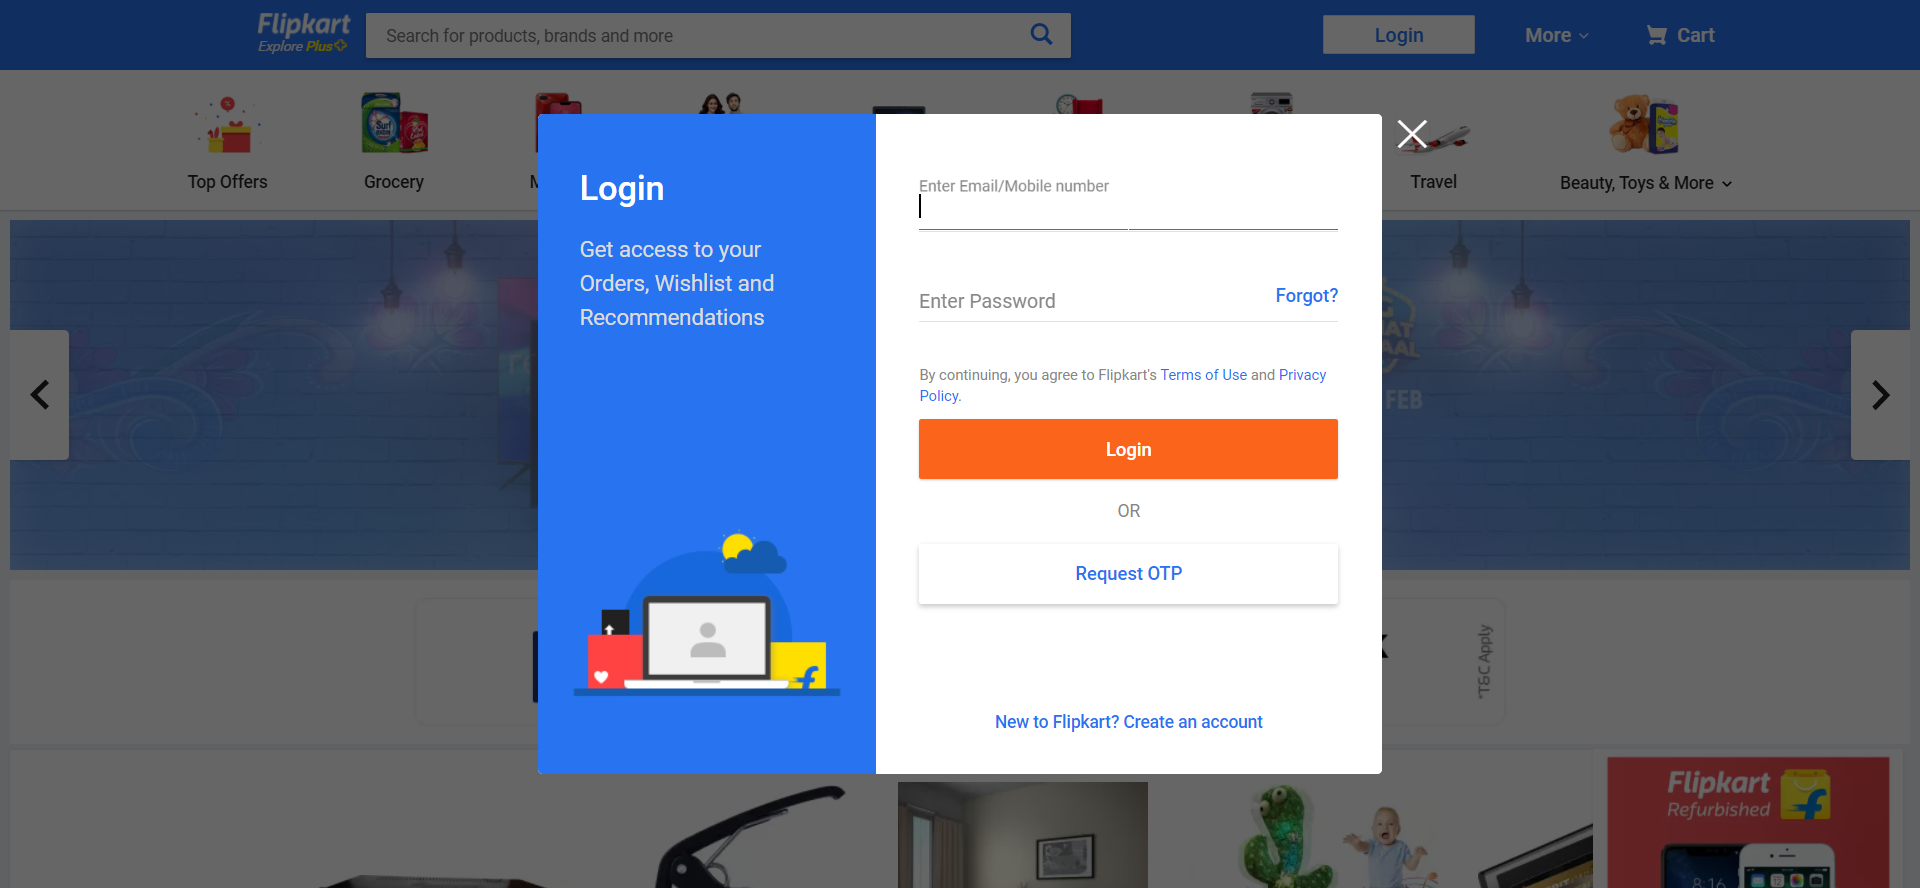 Flipkart
Explore Plus
Search for products, brands and more
Login
More
Cart
Top Offers
Grocery
M
Travel
Beauty, Toys & More
Login
Get access to your
Orders, Wishlist and
Recommendations
Enter Email/Mobile number
Enter Password
Forgot?
By continuing, you agree to Flipkart's Terms of Use and Privacy
Policy.
Login
OR
Request OTP
New to Flipkart? Create an account
FEB
*T&C Apply
Flipkart
Refurbished
8:16